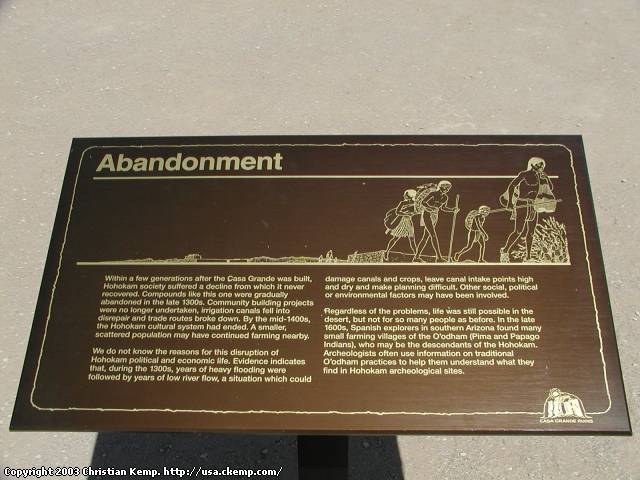 Abandonment
Within a few generations after the Casa Grande was built,
Hohokam society suffered a decline from which it never
recovered. Compounds like this one were gradually
abandoned in the late 1300s. Community building projects
were no longer undertaken, irrigation canals fell into
disrepair and trade routes broke down. By the mid-1400s,
the Hohokam cultural system had ended. A smaller,
scattered population may have continued farming nearby.
We do not know the reasons for this disruption of
Hohokam political and economic life. Evidence indicates
that, during the 1300s, years of heavy flooding were
followed by years of low river flow, a situation which could
damage canals and crops, leave canal intake points high
and dry and make planning difficult. Other social, political
or environmental factors may have been involved.
Regardless of the problems, life was still possible in the
desert, but not for so many people as before. In the late
1600s, Spanish explorers in southern Arizona found many
small farming villages of the O'odham (Pima and Papago
Indians), who may be the descendants of the Hohokam.
Archeologists often use information on traditional
O'odham practices to help them understand what they
find in Hohokam archeological sites.
CASA GRANDE RUINS
Copyright 2003 Christian Kemp. http://usa.ckemp.com/